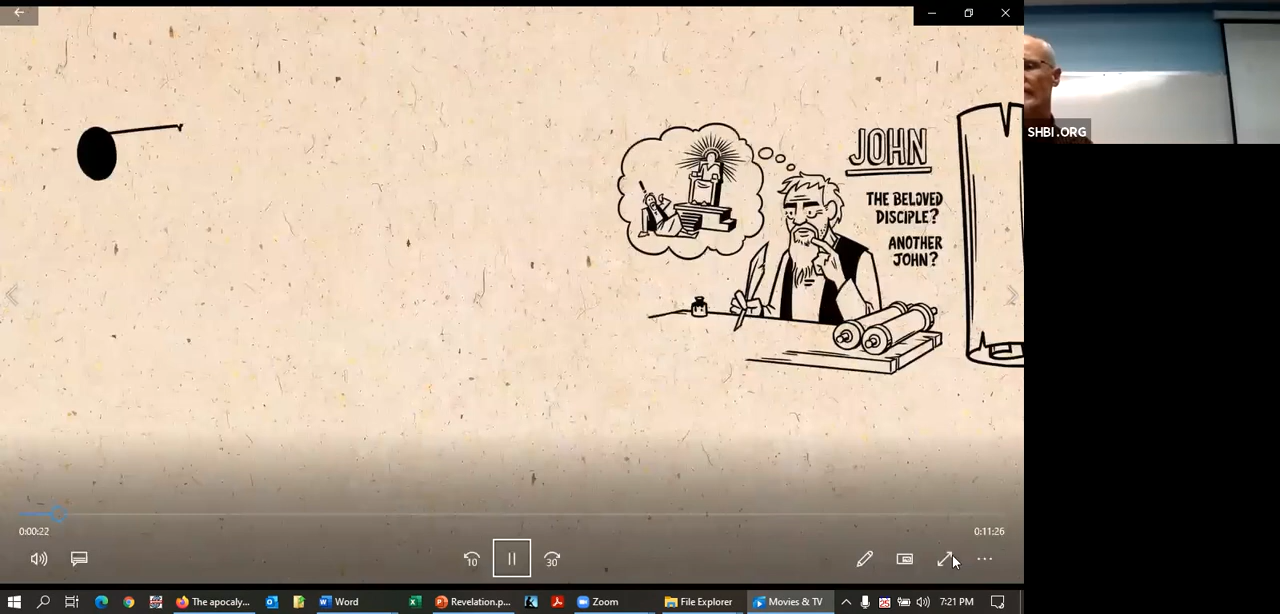 JOHN
THE BELOVED
DISCIPLE?
ANOTHER
JOHN?
SHBI.ORG
0:00:22
0:11:26
10
30
The apocaly...
Word
Revelation.p...
Zoom
File Explorer
Movies & TV
7:21 PM